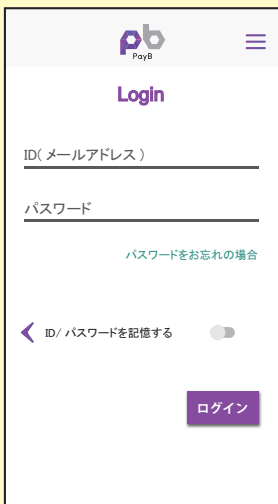 pb
PayB
Login
ID( メールアドレス )
パスワード
パスワードをお忘れの場合
ID/ パスワードを記憶する
ログイン